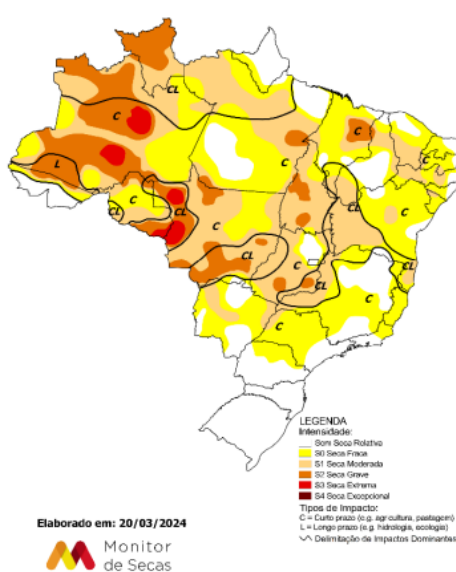 CL
C
C
C
C
L
CL
C
CL
CL
C
C
CL
CL
C
CL
C
C
LEGENDA
Intensidade:
Sem Seca Relativa
S0 Seca Fraca
S1 Seca Moderada
S2 Seca Grave
S3 Seca Extrema
S4 Seca Excepcional
Tipos de Impacto:
C = Curto prazo (e.g. agricultura, pastagem)
L = Longo prazo (e.g. hidrologia, ecologia)
Delimitação de Impactos Dominantes
Elaborado em: 20/03/2024
Monitor
de Secas